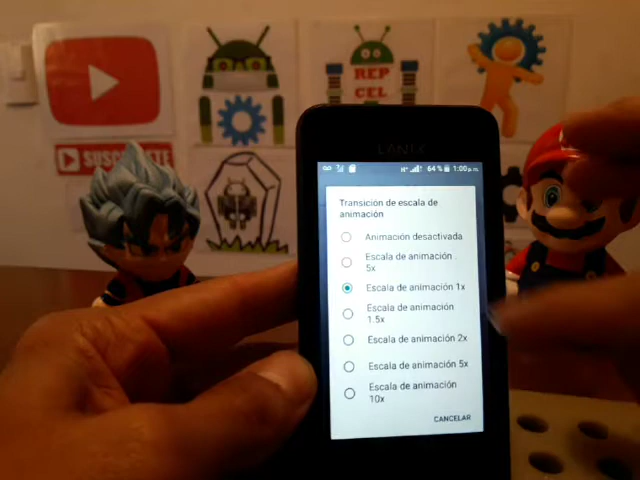 REP
CEL
LANIX
SUSCRIBETE
H+ 64% 1:00p.m.
Transición de escala de
animación
Animación desactivada
Escala de animación .
5x
Escala de animación 1x
Escala de animación
1.5x
Escala de animación 2x
Escala de animación 5x
Escala de animación
10x
CANCELAR